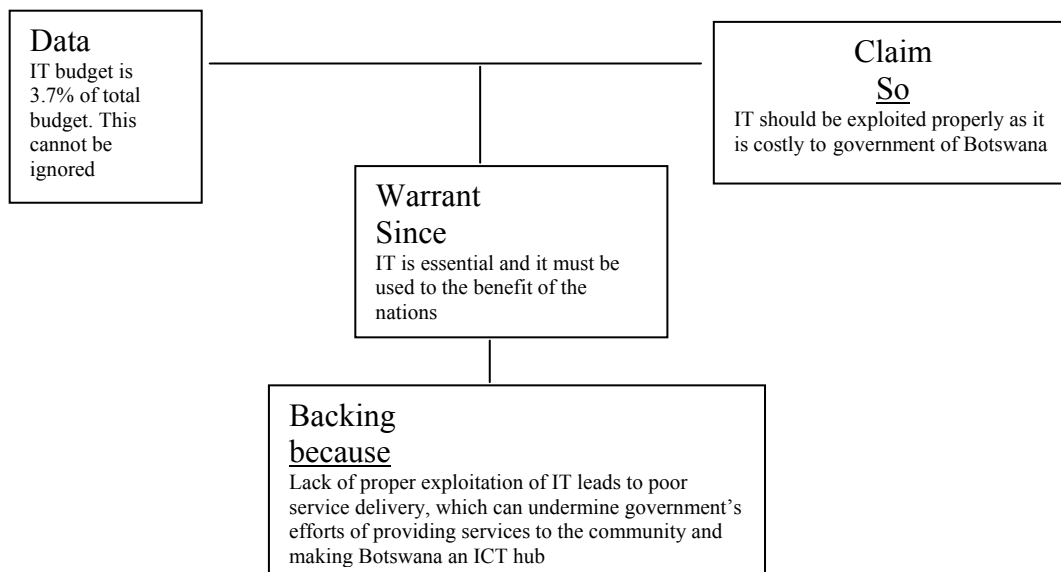 Data
IT budget is
3.7% of total
budget. This
cannot be
ignored
Claim
So
IT should be exploited properly as it
is costly to government of Botswana
Warrant
Since
IT is essential and it must be
used to the benefit of the
nations
Backing
because
Lack of proper exploitation of IT leads to poor
service delivery, which can undermine government’s
efforts of providing services to the community and
making Botswana an ICT hub